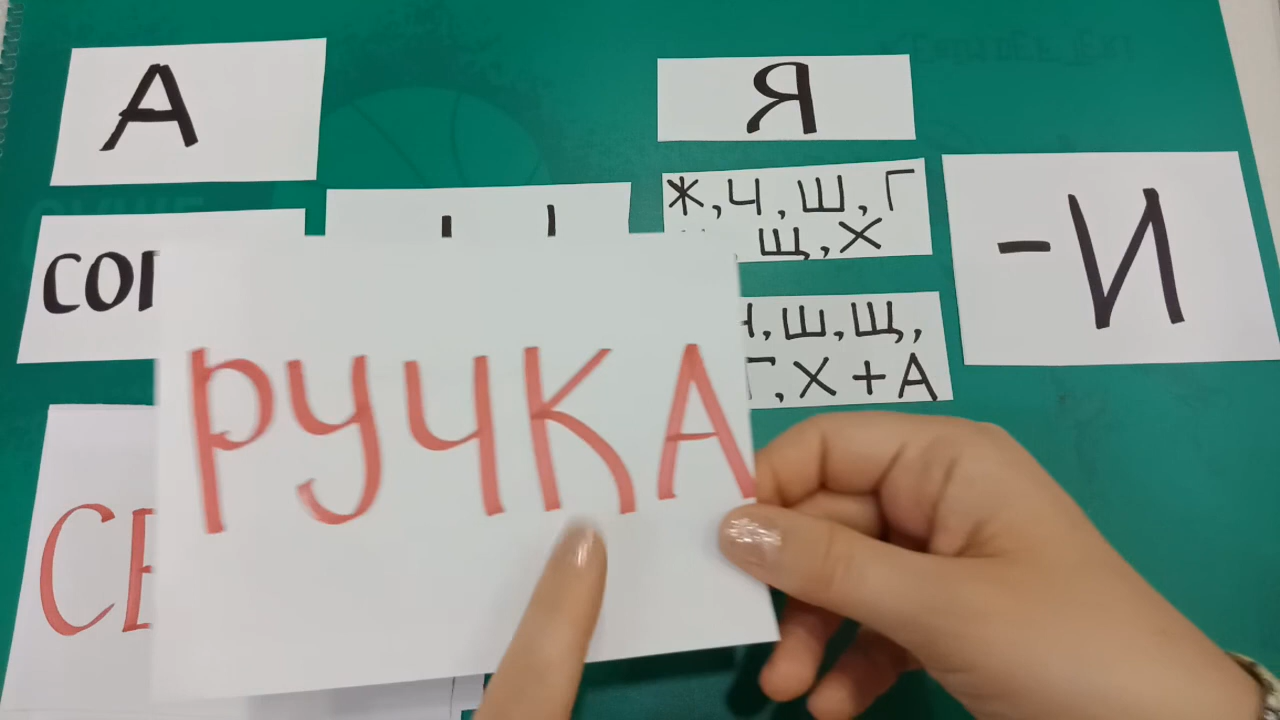 А
Я
Ж, Ч, Ш, Г
Щ, Х
Ш, Щ,
Г, Х + А
- И
РУЧКА